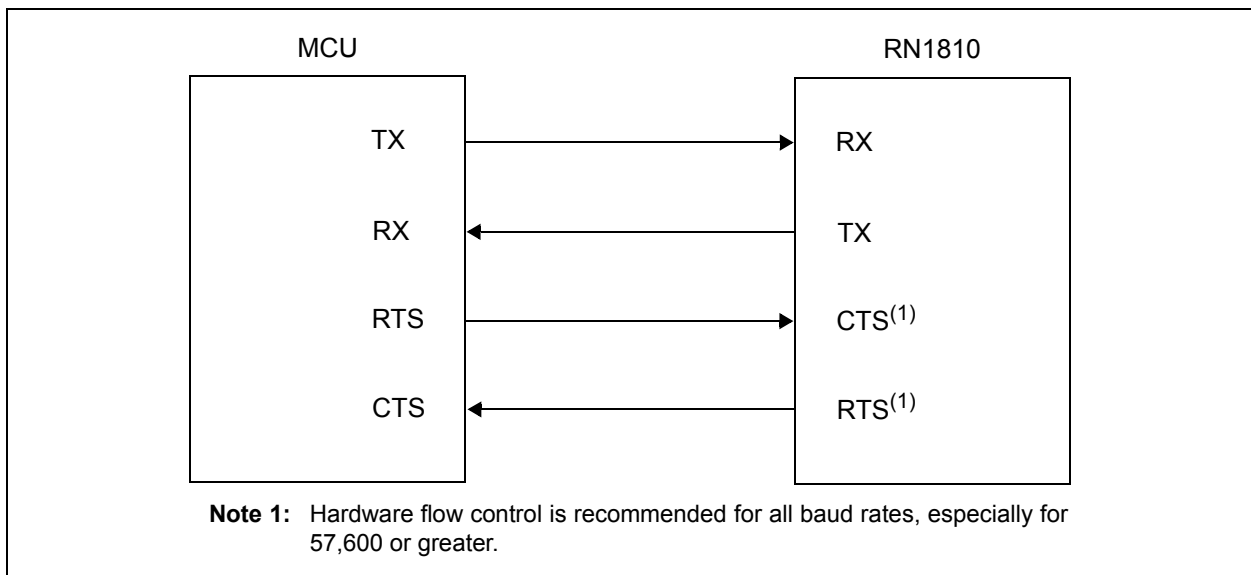 MCU RN1810
TX RX
RX TX
RTS CTS(1)
CTS RTS(1)
Note 1: Hardware flow control is recommended for all baud rates, especially for
57,600 or greater.